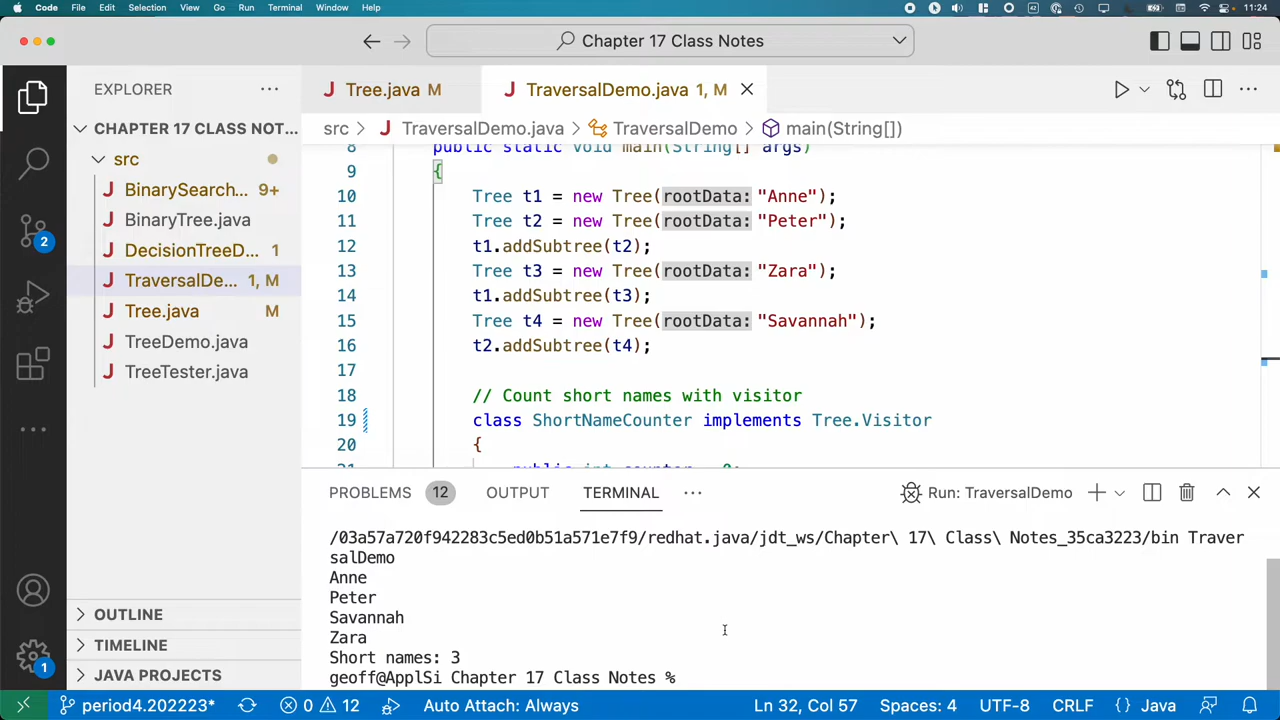 Code File Edit Selection View Go Run Terminal Window Help 11:24
Chapter 17 Class Notes
EXPLORER
Tree.java M
TraversalDemo.java 1, M
CHAPTER 17 CLASS NOT...
src > TraversalDemo.java > TraversalDemo > main(String[])
src
BinarySearch... 9+
BinaryTree.java
DecisionTreeD... 1
TraversalDe... 1, M
Tree.java M
TreeDemo.java
TreeTester.java
8 public static void main(String[] args)
9 {
10 Tree t1 = new Tree(rootData: "Anne");
11 Tree t2 = new Tree(rootData: "Peter");
12 t1.addSubtree(t2);
13 Tree t3 = new Tree(rootData: "Zara");
14 t1.addSubtree(t3);
15 Tree t4 = new Tree(rootData: "Savannah");
16 t2.addSubtree(t4);
17
18 // Count short names with visitor
19 class ShortNameCounter implements Tree.Visitor
20 {
21 public int counter = 0;
PROBLEMS 12 OUTPUT TERMINAL Run: TraversalDemo
/03a57a720f942283c5ed0b51a571e7f9/redhat.java/jdt_ws/Chapter\ 17\ Class\ Notes_35ca3223/bin Traver
salDemo
Anne
Peter
Savannah
Zara
Short names: 3
geoff@ApplSi Chapter 17 Class Notes %
OUTLINE
TIMELINE
JAVA PROJECTS
2
1
period4.202223* 0 12 Auto Attach: Always Ln 32, Col 57 Spaces: 4 UTF-8 CRLF {} Java